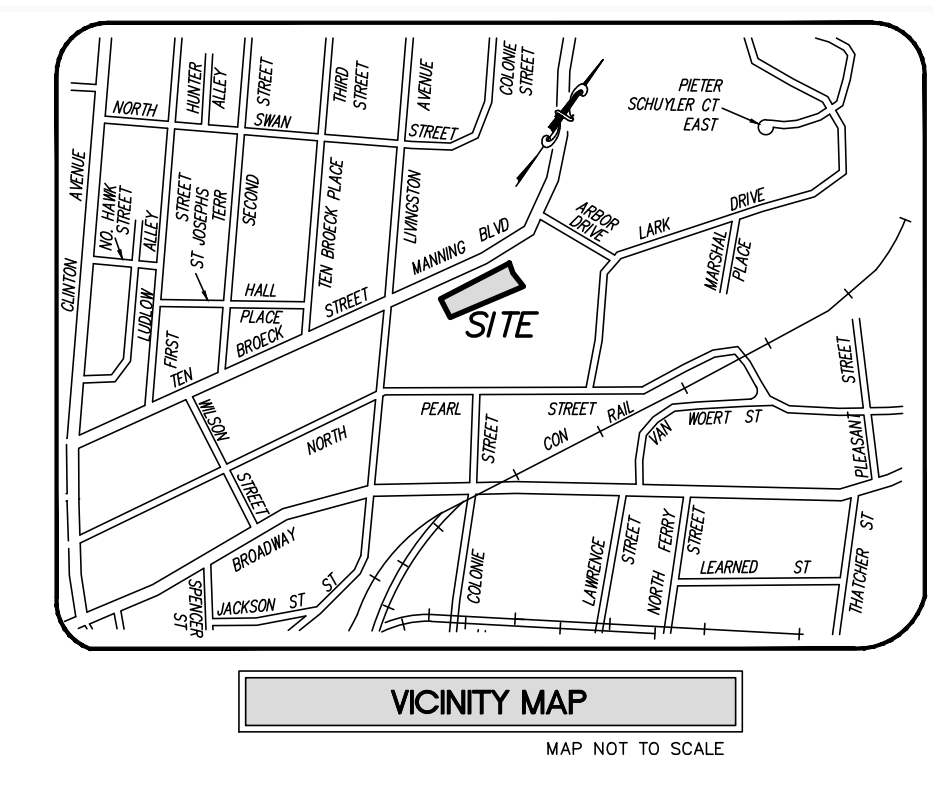 COLONIE
STREET
PIETER
SCHUYLER CT
EAST
HUNTER
ALLEY
STREET
THIRD
STREET
AVENUE
NORTH
SWAN
STREET
AVENUE
NO. HAWK
STREET
ALLEY
STREET
ST JOSEPHS
TERR
SECOND
TEN BROECK PLACE
LIVINGSTON
MANNING BLVD
ARBOR
DRIVE
LARK
DRIVE
MARSHAL
PLACE
CLINTON
LUDLOW
HALL
PLACE
STREET
BROECK
TEN
FIRST
SITE
WILSON
STREET
NORTH
PEARL
STREET
STREET
CON RAIL
VAN
WOERT ST
STREET
PLEASANT
BROADWAY
SPENCER
ST
JACKSON ST
ST
COLONIE
LAWRENCE
STREET
NORTH FERRY
STREET
LEARNED ST
THATCHER ST
VICINITY MAP
MAP NOT TO SCALE